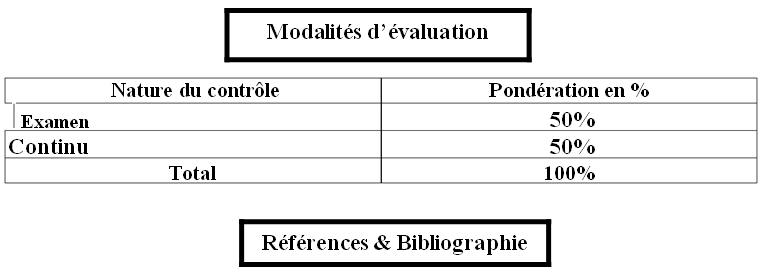 Modalités d'évaluation
Nature du contrôle Pondération en %
Examen 50%
Continu 50%
Total 100%
Références & Bibliographie